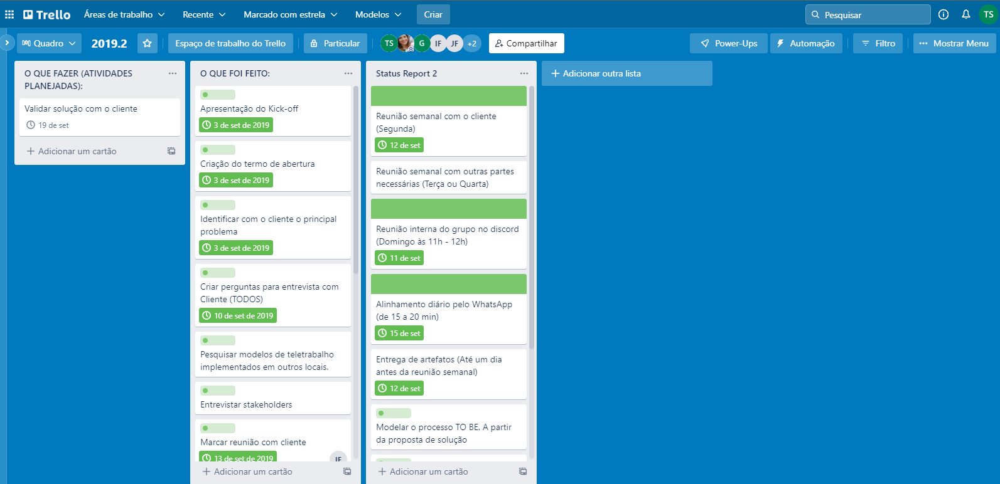 Trello
Áreas de trabalho
Recente
Marcado com estrela
Modelos
Criar
Pesquisar
TS
Quadro
2019.2
Espaço de trabalho do Trello
Particular
TS
G
IF
JF
+2
Compartilhar
Power-Ups
Automação
Filtro
Mostrar Menu
O QUE FAZER (ATIVIDADES
PLANEJADAS):
Validar solução com o cliente
19 de set
Adicionar um cartão
O QUE FOI FEITO:
Apresentação do Kick-off
3 de set de 2019
Criação do termo de abertura
3 de set de 2019
Identificar com o cliente o principal
problema
3 de set de 2019
Criar perguntas para entrevista com
Cliente (TODOS)
10 de set de 2019
Pesquisar modelos de teletrabalho
implementados em outros locais.
Entrevistar stakeholders
Marcar reunião com cliente
13 de set de 2019
Adicionar um cartão
Status Report 2
Reunião semanal com o cliente
(Segunda)
12 de set
Reunião semanal com outras partes
necessárias (Terça ou Quarta)
Reunião interna do grupo no discord
(Domingo às 11h - 12h)
11 de set
Alinhamento diário pelo WhatsApp
(de 15 a 20 min)
15 de set
Entrega de artefatos (Até um dia
antes da reunião semanal)
12 de set
Modelar o processo TO BE. A partir
da proposta de solução
Adicionar um cartão
Adicionar outra lista